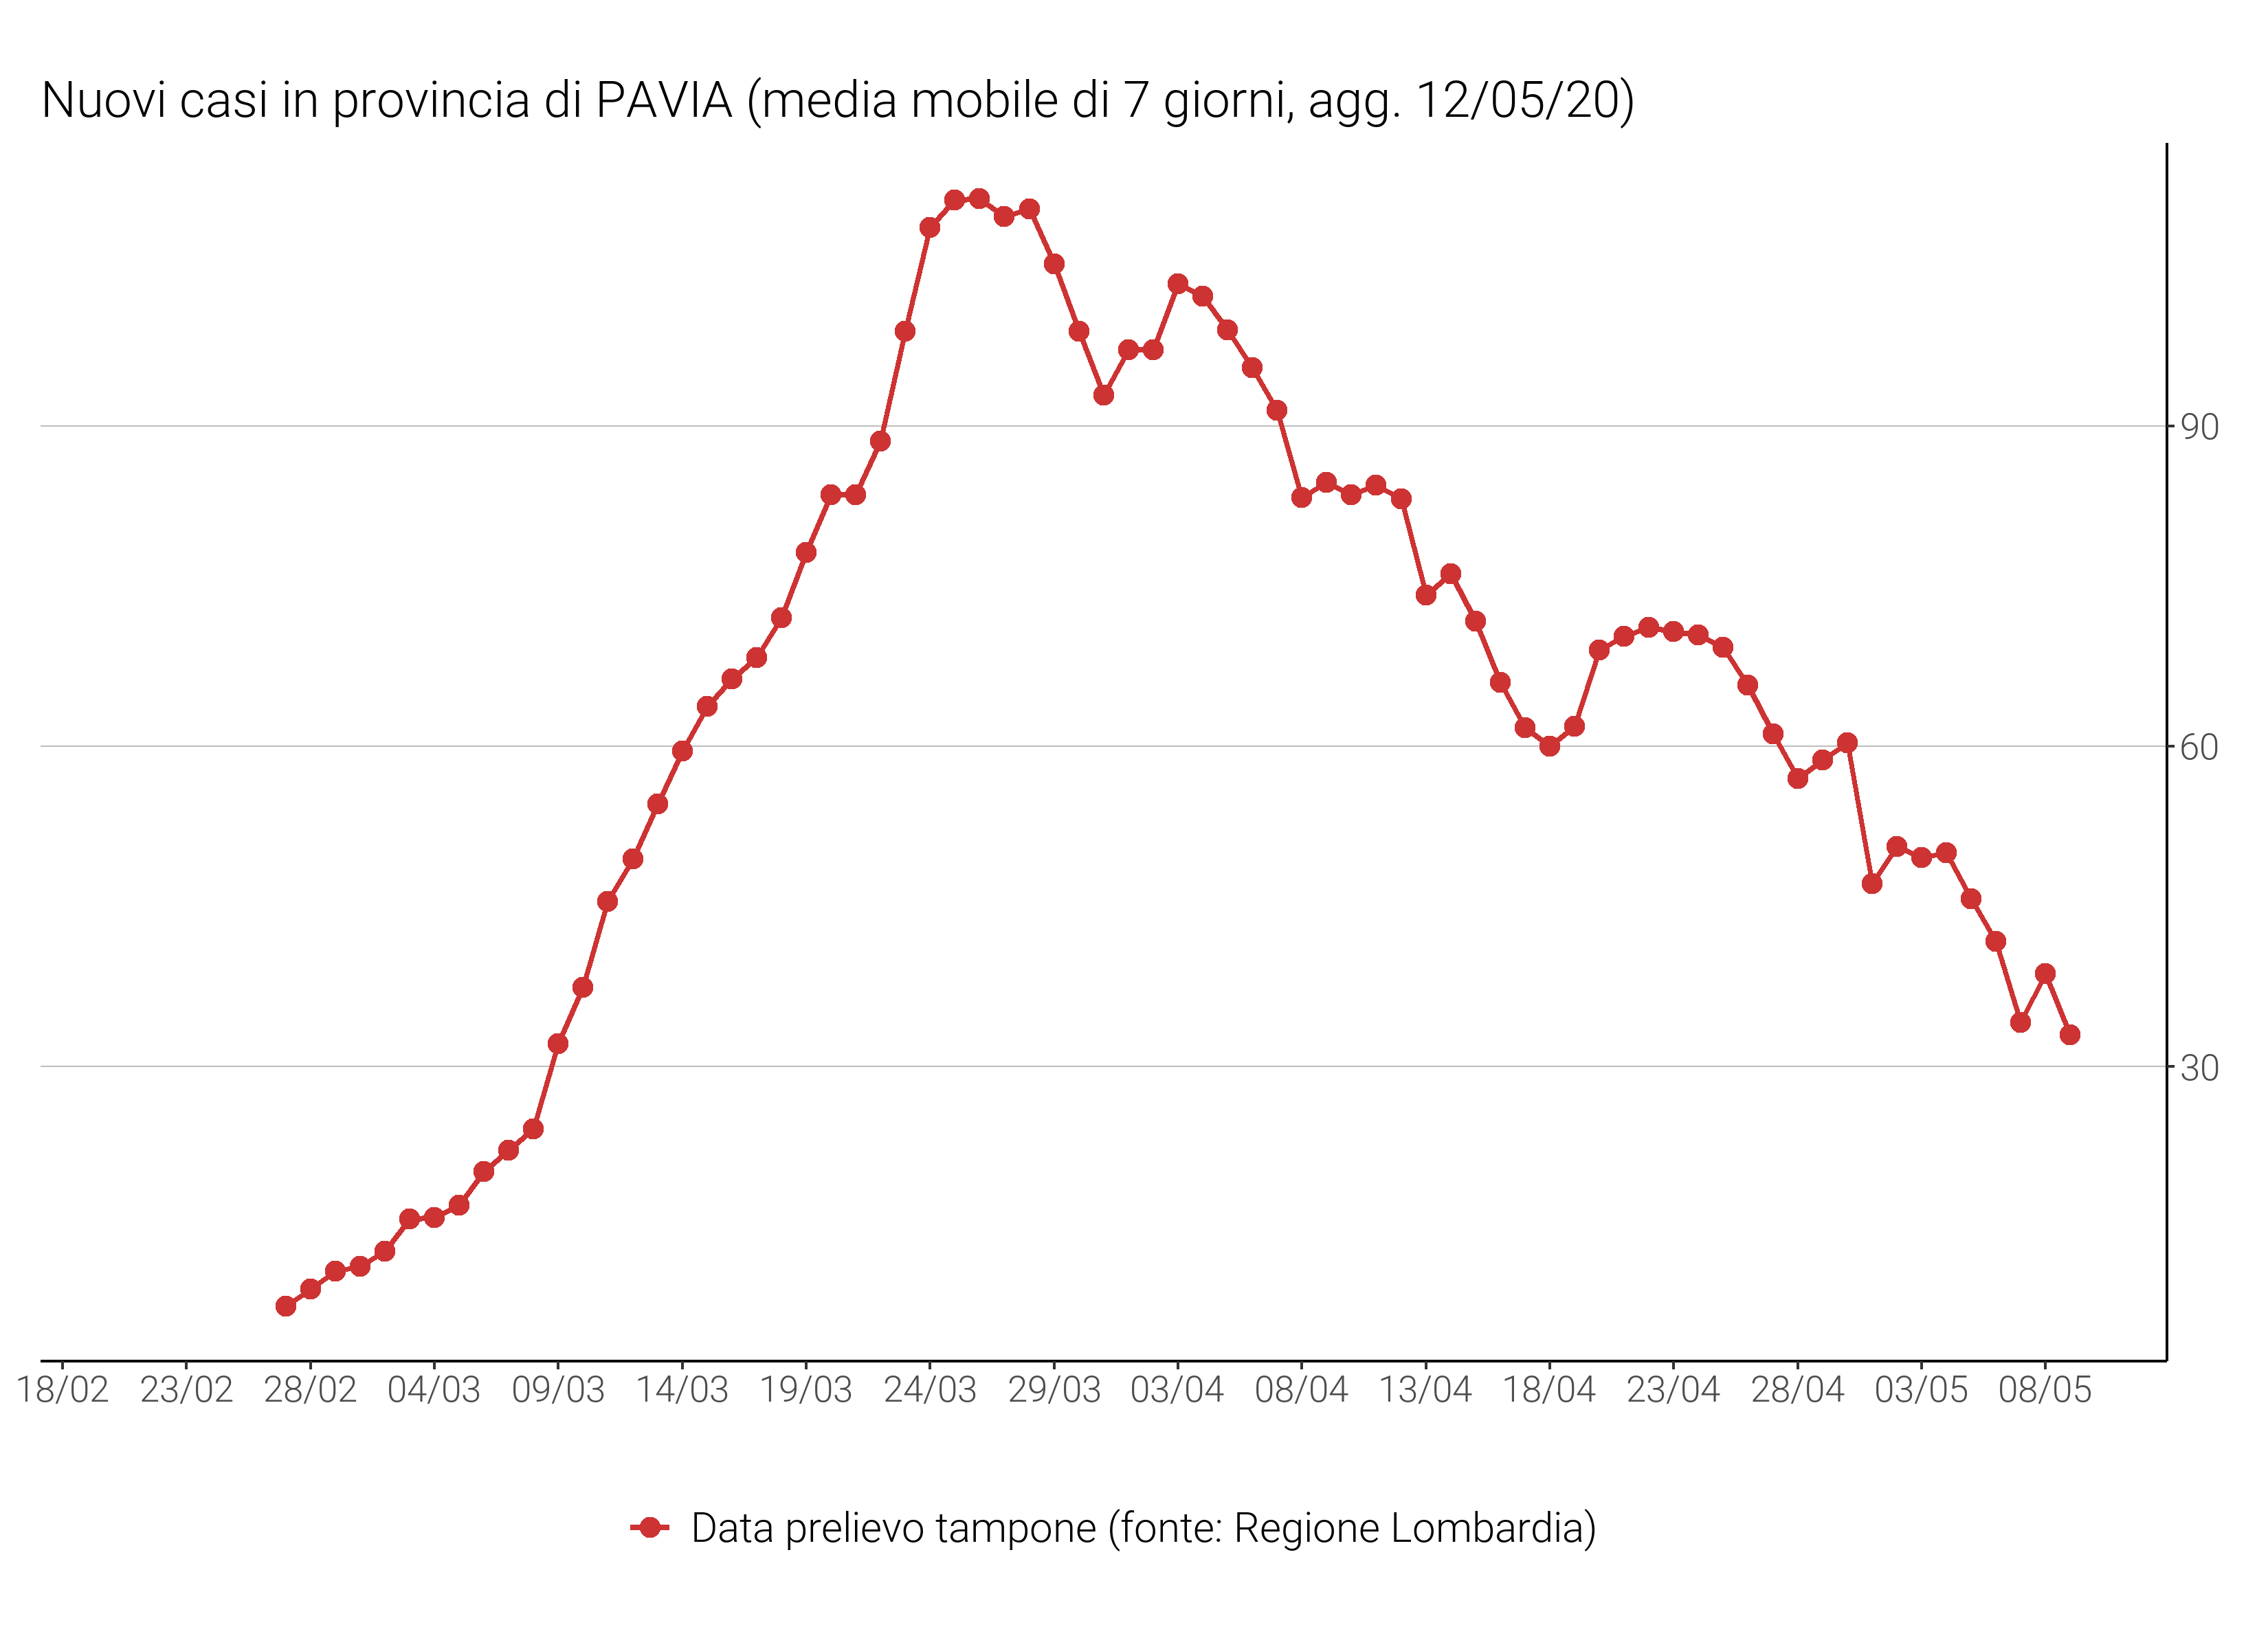 Nuovi casi in provincia di PAVIA (media mobile di 7 giorni, agg. 12/05/20)
90
60
30
18/02 23/02 28/02 04/03 09/03 14/03 19/03 24/03 29/03 03/04 08/04 13/04 18/04 23/04 28/04 03/05 08/05
Data prelievo tampone (fonte: Regione Lombardia)